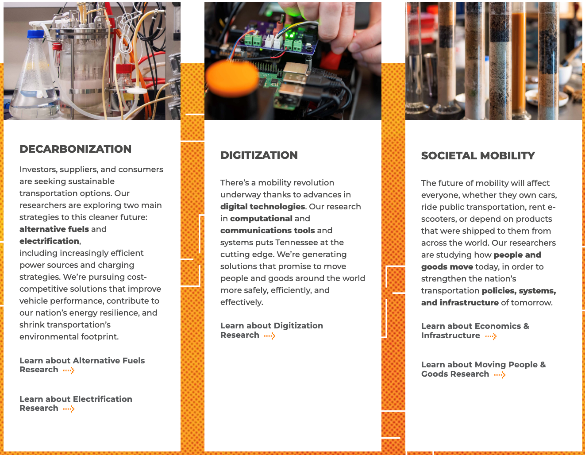 DECARBONIZATION
Investors, suppliers, and consumers
are seeking sustainable
transportation options. Our
researchers are exploring two main
strategies to this cleaner future:
alternative fuels and
electrification,
including increasingly efficient
power sources and charging
strategies. We're pursuing cost-
competitive solutions that improve
vehicle performance, contribute to
our nation's energy resilience, and
shrink transportation's
environmental footprint.
Learn about Alternative Fuels
Research
Learn about Electrification
Research
DIGITIZATION
There's a mobility revolution
underway thanks to advances in
digital technologies. Our research
in computational and
communications tools and
systems puts Tennessee at the
cutting edge. We're generating
solutions that promise to move
people and goods around the world
more safely, efficiently, and
effectively.
Learn about Digitization
Research
SOCIETAL MOBILITY
The future of mobility will affect
everyone, whether they own cars,
ride public transportation, rent e-
scooters, or depend on products
that were shipped to them from
across the world. Our researchers
are studying how people and
goods move today, in order to
strengthen the nation's
transportation policies, systems,
and infrastructure of tomorrow.
Learn about Economics &
Infrastructure
Learn about Moving People &
Goods Research